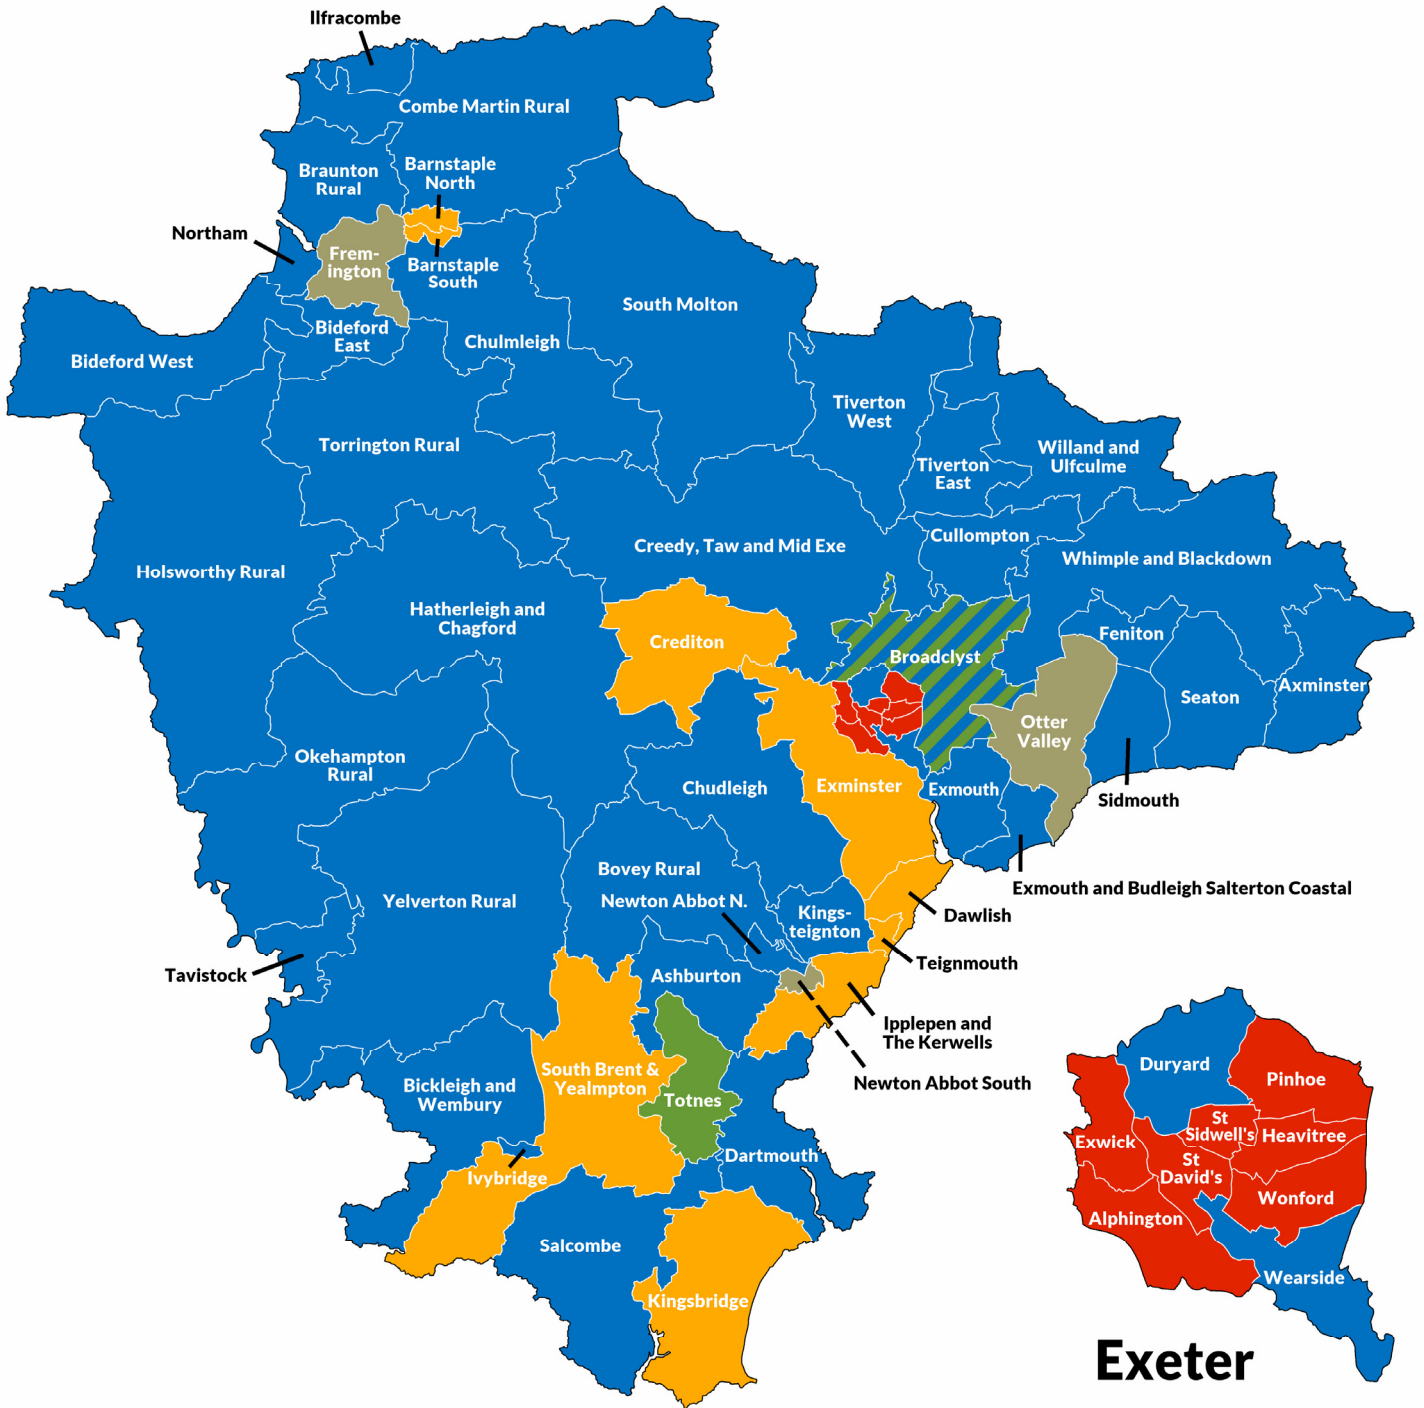 Ilfracombe
Combe Martin Rural
Braunton
Rural
Barnstaple
North
Northam
Frem-
ington
Barnstaple
South
South Molton
Bideford
East
Chulmleigh
Bideford West
Tiverton
West
Torrington Rural
Willand and
Ulfculme
Tiverton
East
Cullompton
Creedy, Taw and Mid Exe
Whimple and Blackdown
Holsworthy Rural
Hatherleigh and
Chagford
Feniton
Crediton
Broadclyst
Axminster
Seaton
Otter
Valley
Okehampton
Rural
Chudleigh
Exminster
Exmouth
Sidmouth
Bovey Rural
Exmouth and Budleigh Salterton Coastal
Yelverton Rural
Newton Abbot N.
Kings-
teignton
Dawlish
Teignmouth
Tavistock
Ashburton
Ipplepen and
The Kerwells
South Brent &
Yealmpton
Newton Abbot South
Bickleigh and
Wembury
Totnes
Dartmouth
Ivybridge
Salcombe
Kingsbridge
Duryard
Pinhoe
St
Sidwell's
Heavitree
Exwick
St
David's
Wonford
Alphington
Wearside
Exeter